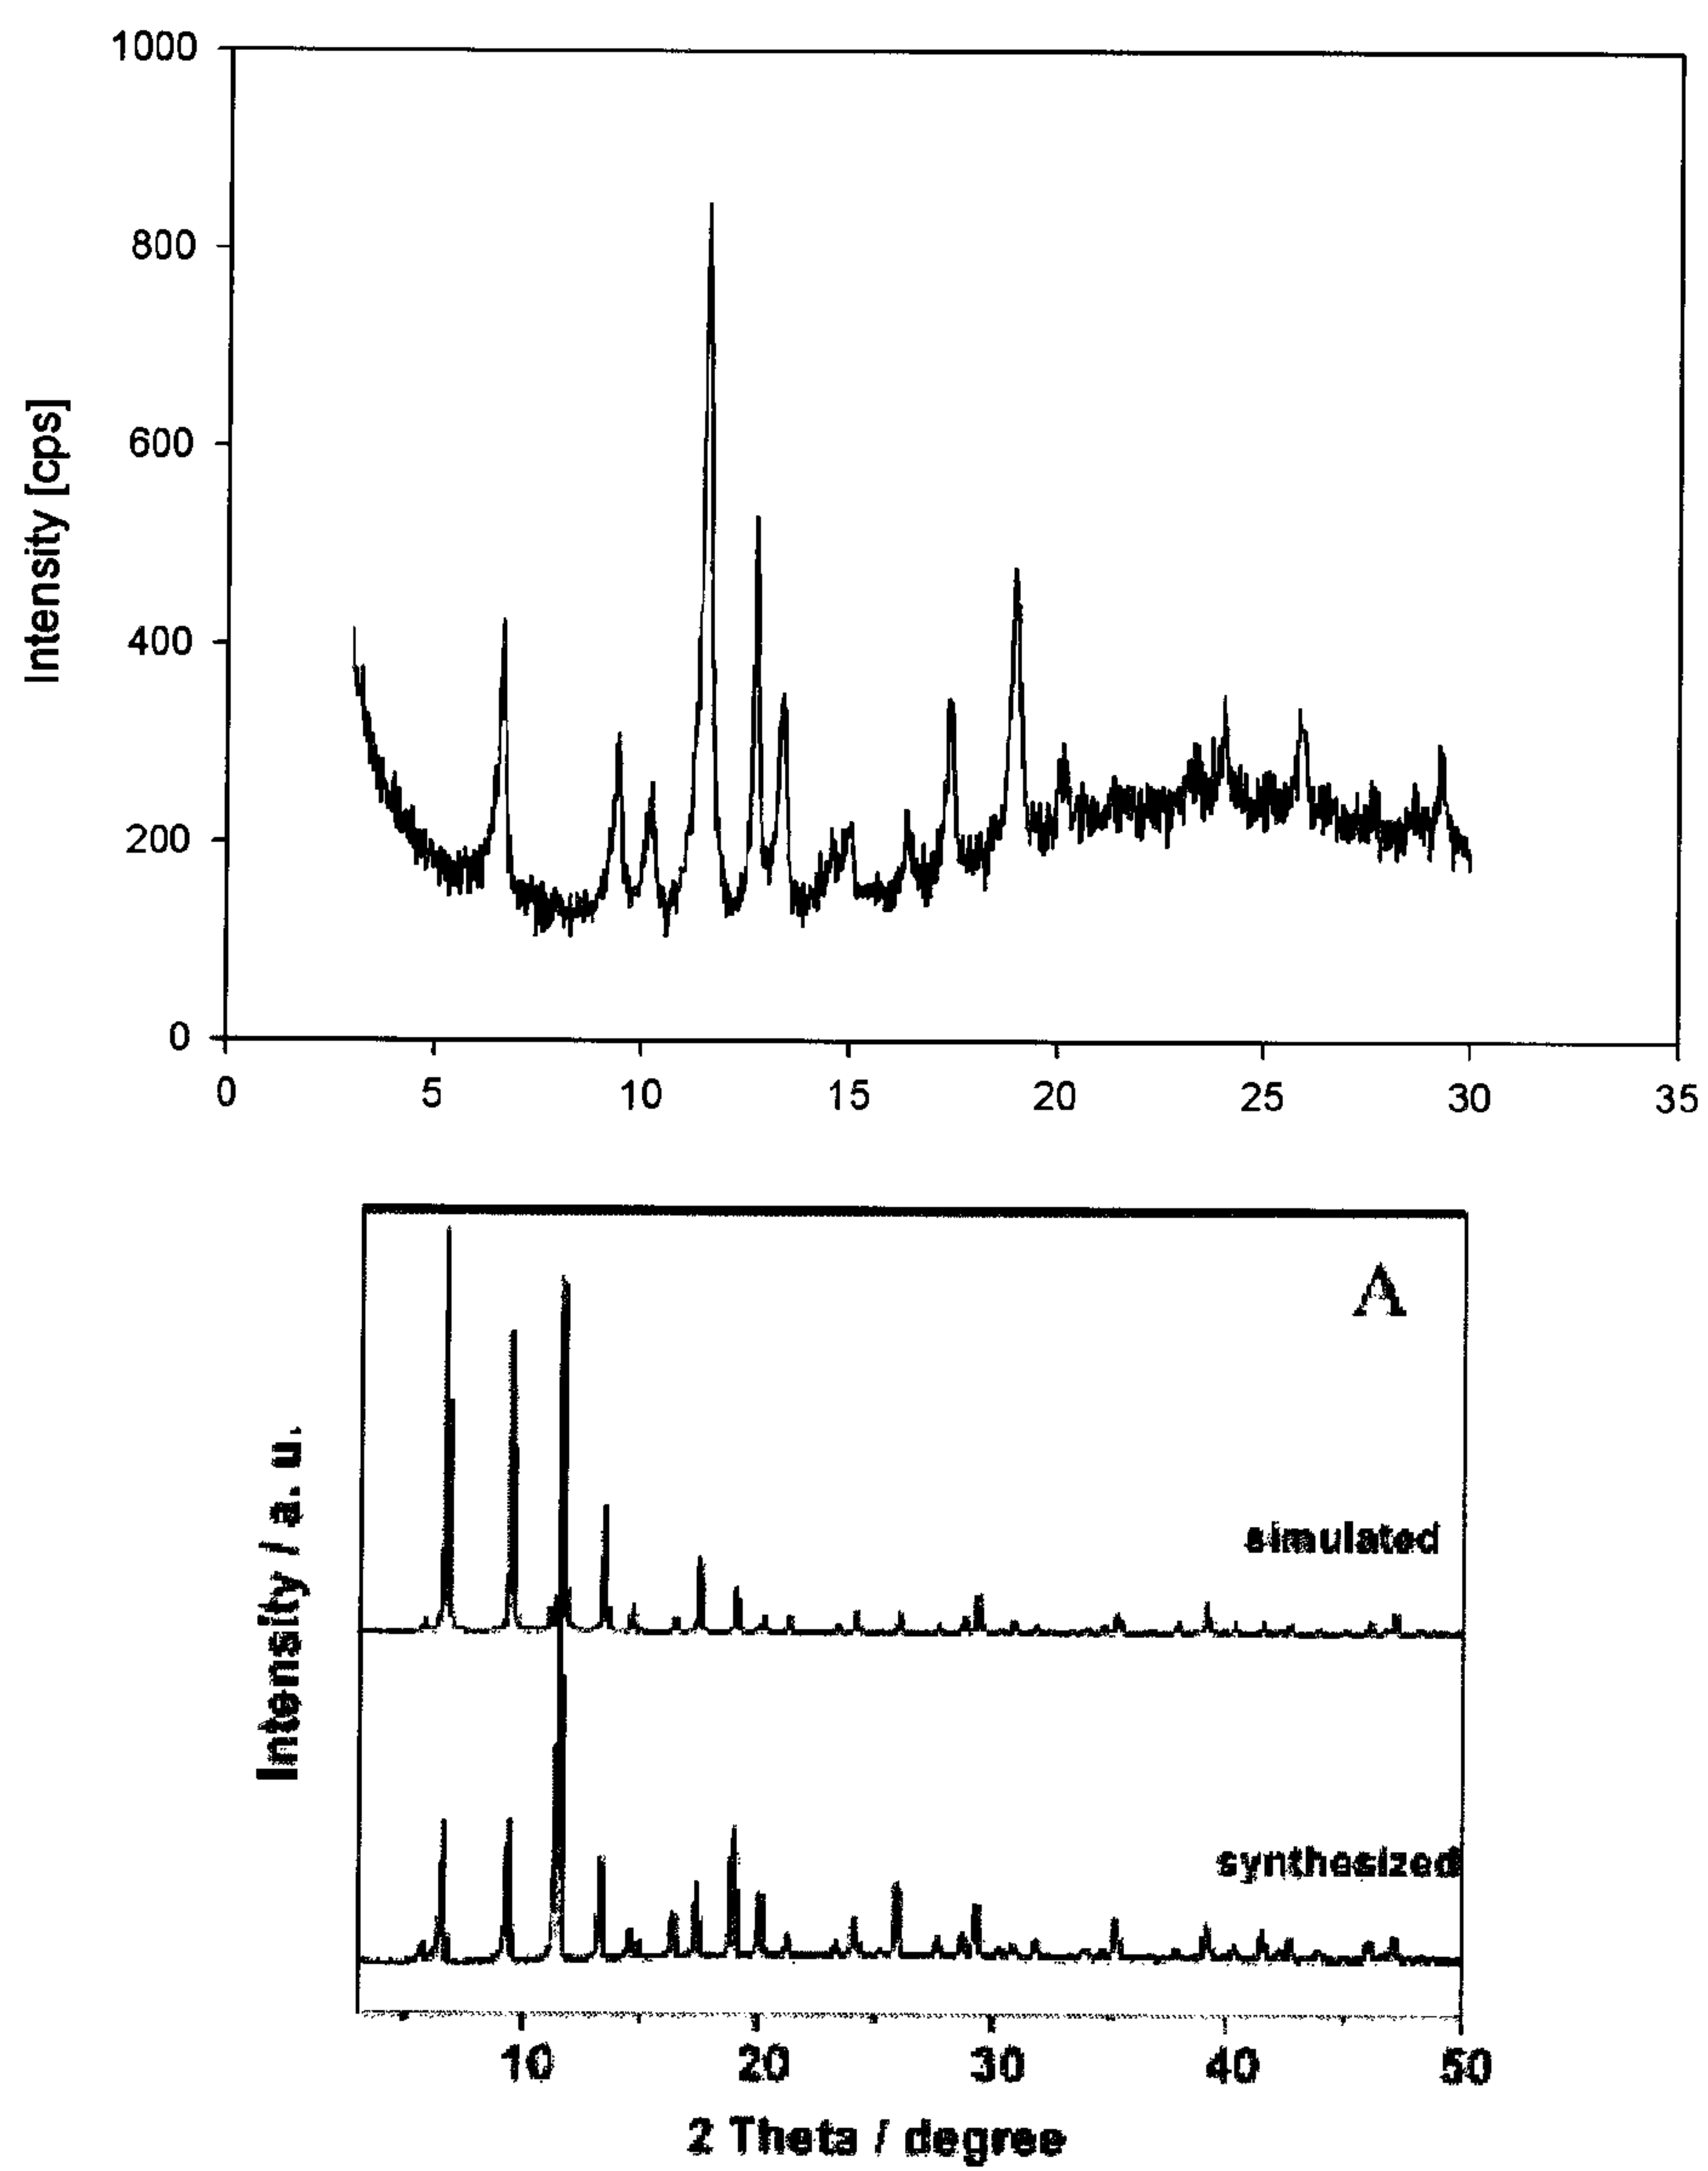 1000
800
600
400
200
0
Intensity [cps]
0 5 10 15 20 25 30 35
A
simulated
synthesized
Intensity / a. u.
10 20 30 40 50
2 Theta / degree